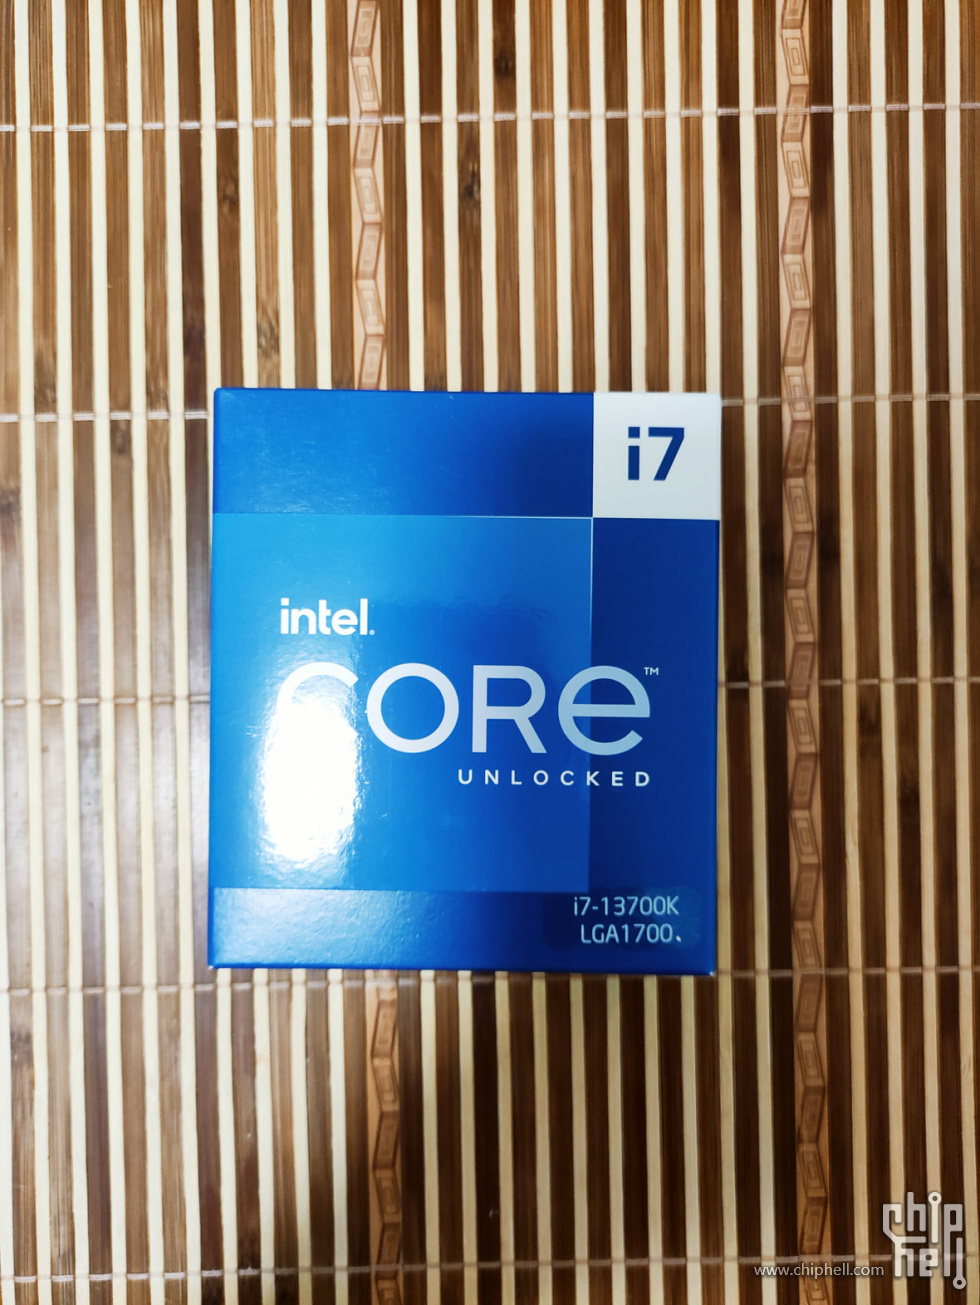 i7
intel.
CORE™
UNLOCKED
i7-13700K
LGA1700
www.chiphell.com
chip
hell